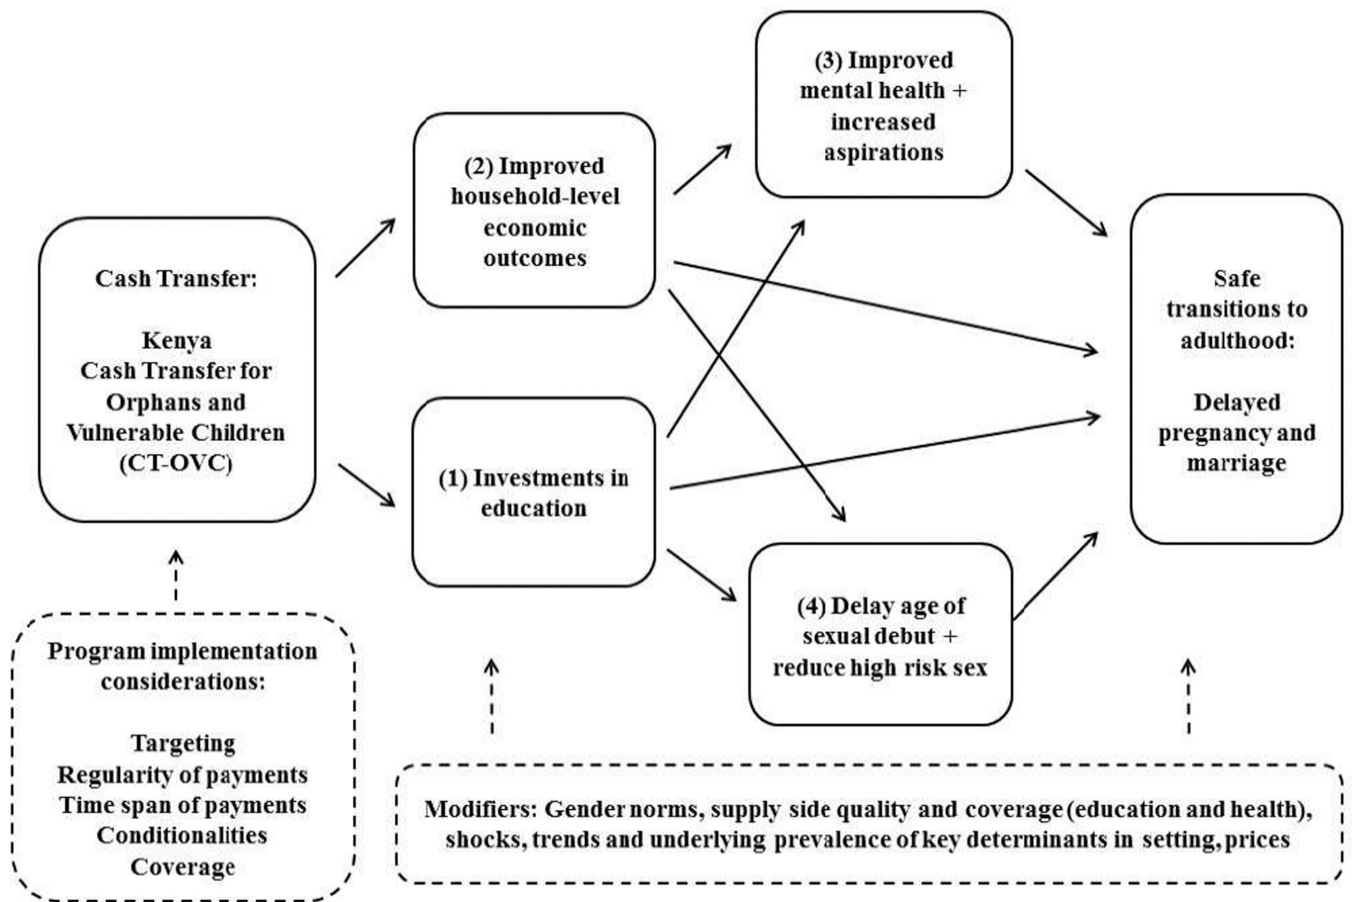 Cash Transfer:
Kenya
Cash Transfer for
Orphans and
Vulnerable Children
(CT-OVC)
Program implementation
considerations:
Targeting
Regularity of payments
Time span of payments
Conditionalities
Coverage
(2) Improved
household-level
economic
outcomes
(1) Investments in
education
(3) Improved
mental health +
increased
aspirations
(4) Delay age of
sexual debut +
reduce high risk sex
Safe
transitions to
adulthood:
Delayed
pregnancy and
marriage
Modifiers: Gender norms, supply side quality and coverage (education and health),
shocks, trends and underlying prevalence of key determinants in setting, prices